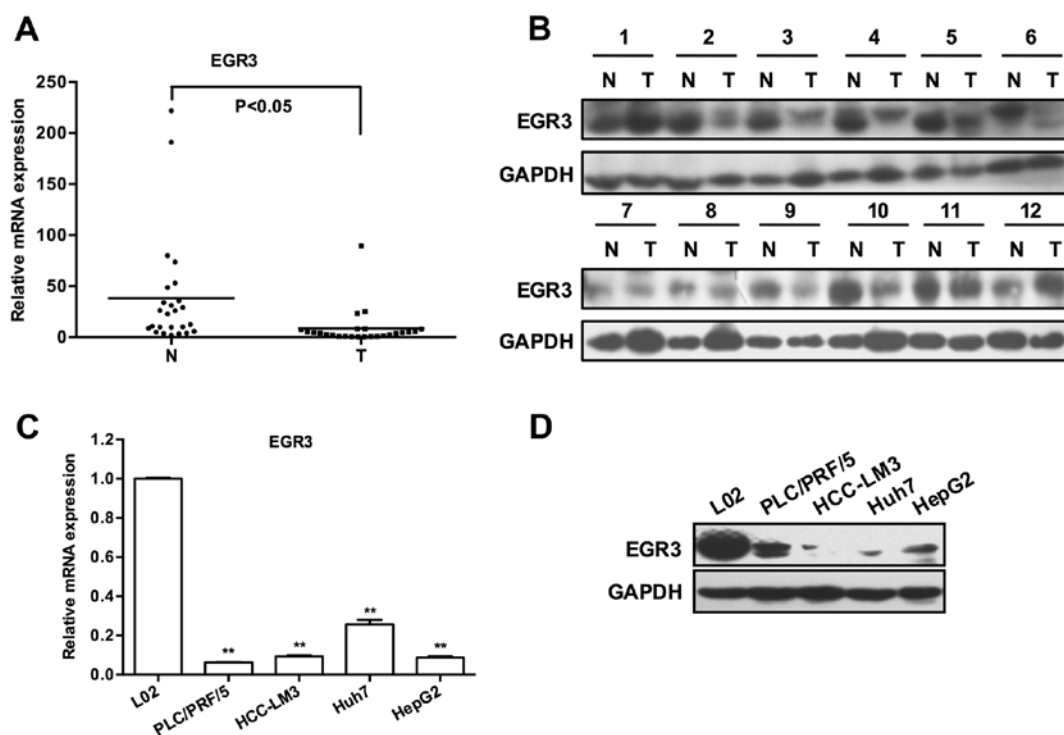 A
EGR3
250
200
150
100
50
0
Relative mRNA expression
P<0.05
N T
B
1 2 3 4 5 6
N T N T N T N T N T N T
EGR3
GAPDH
7 8 9 10 11 12
N T N T N T N T N T N T
EGR3
GAPDH
C
EGR3
1.2
1.0
0.8
0.6
0.4
0.2
0.0
Relative mRNA expression
** ** ** **
L02 PLC/PRF/5 HCC-LM3 Huh7 HepG2
D
L02 PLC/PRF/5 HCC-LM3 Huh7 HepG2
EGR3
GAPDH